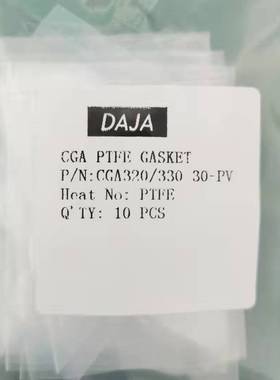 DAJA
CGA PTFE GASKET
P/N:CGA320/330 30-PV
Heat No: PTFE
Q'TY: 10 PCS